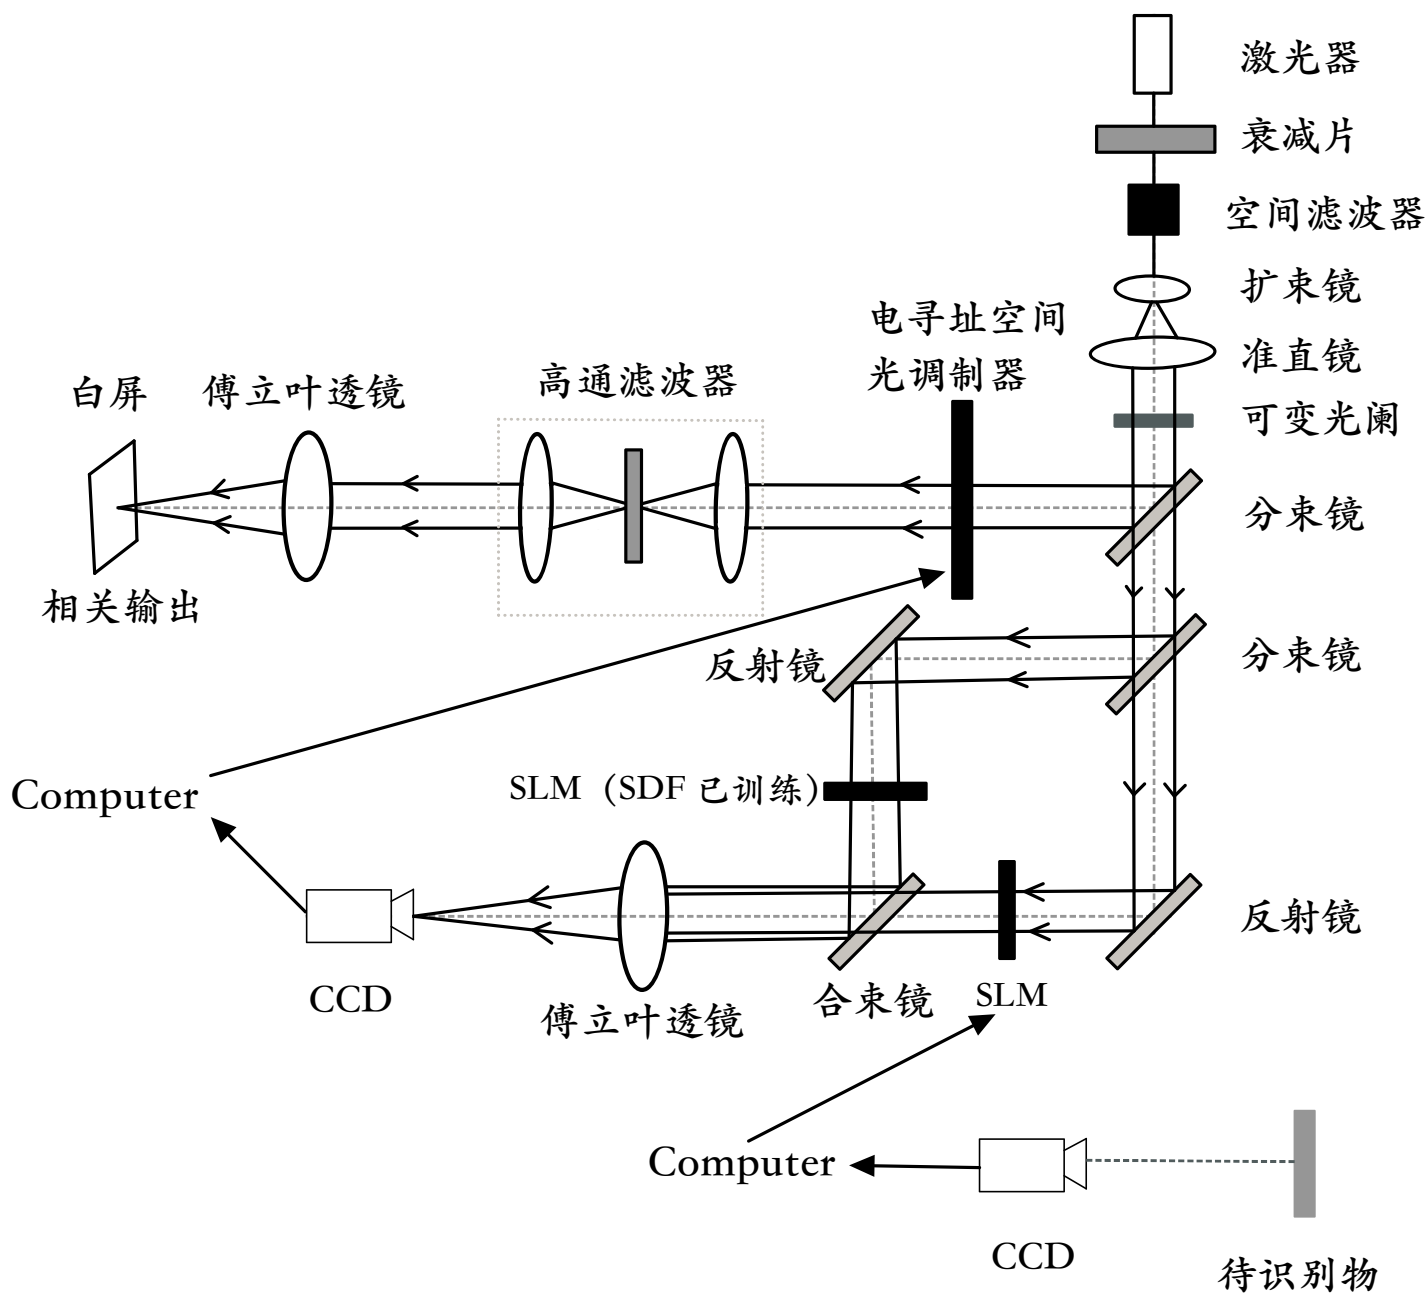 激光器
衰减片
空间滤波器
扩束镜
电寻址空间
光调制器
准直镜
白屏
傅立叶透镜
高通滤波器
可变光阑
分束镜
相关输出
反射镜
分束镜
SLM（SDF 已训练）
Computer
反射镜
CCD
傅立叶透镜
合束镜
SLM
Computer
CCD
待识别物